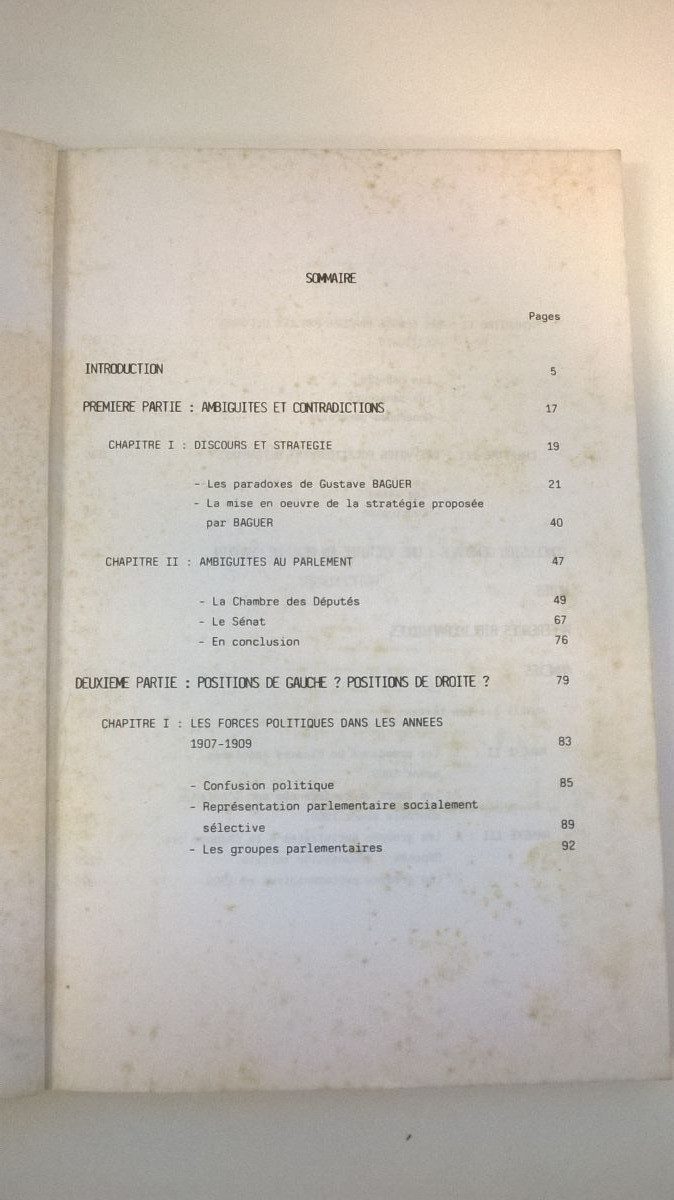 SOMMAIRE
Pages
INTRODUCTION 5
PREMIERE PARTIE : AMBIGUITES ET CONTRADICTIONS 17
CHAPITRE I : DISCOURS ET STRATEGIE 19
- Les paradoxes de Gustave BAGUER 21
- La mise en oeuvre de la stratégie proposée
par BAGUER 40
CHAPITRE II : AMBIGUITES AU PARLEMENT 47
- La Chambre des Députés 49
- Le Sénat 67
- En conclusion 76
DEUXIEME PARTIE : POSITIONS DE GAUCHE ? POSITIONS DE DROITE ? 79
CHAPITRE I : LES FORCES POLITIQUES DANS LES ANNEES
1907-1909 83
- Confusion politique 85
- Représentation parlementaire socialement
sélective 89
- Les groupes parlementaires 92